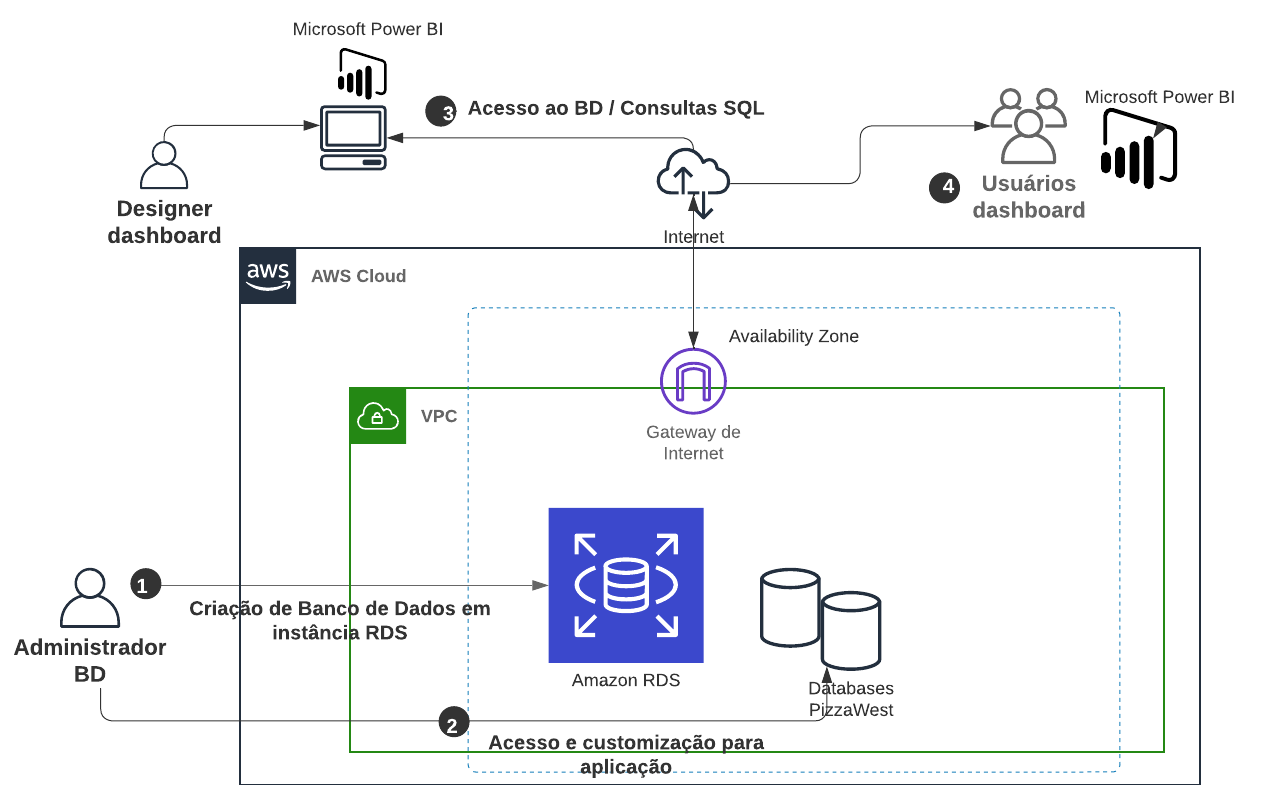 Microsoft Power BI
3
Acesso ao BD / Consultas SQL
Microsoft Power BI
4
Usuários
dashboard
Designer
dashboard
Internet
aws
AWS Cloud
Availability Zone
VPC
Gateway de
Internet
1
Criação de Banco de Dados em
instância RDS
Administrador
BD
Amazon RDS
Databases
PizzaWest
2
Acesso e customização para
aplicação